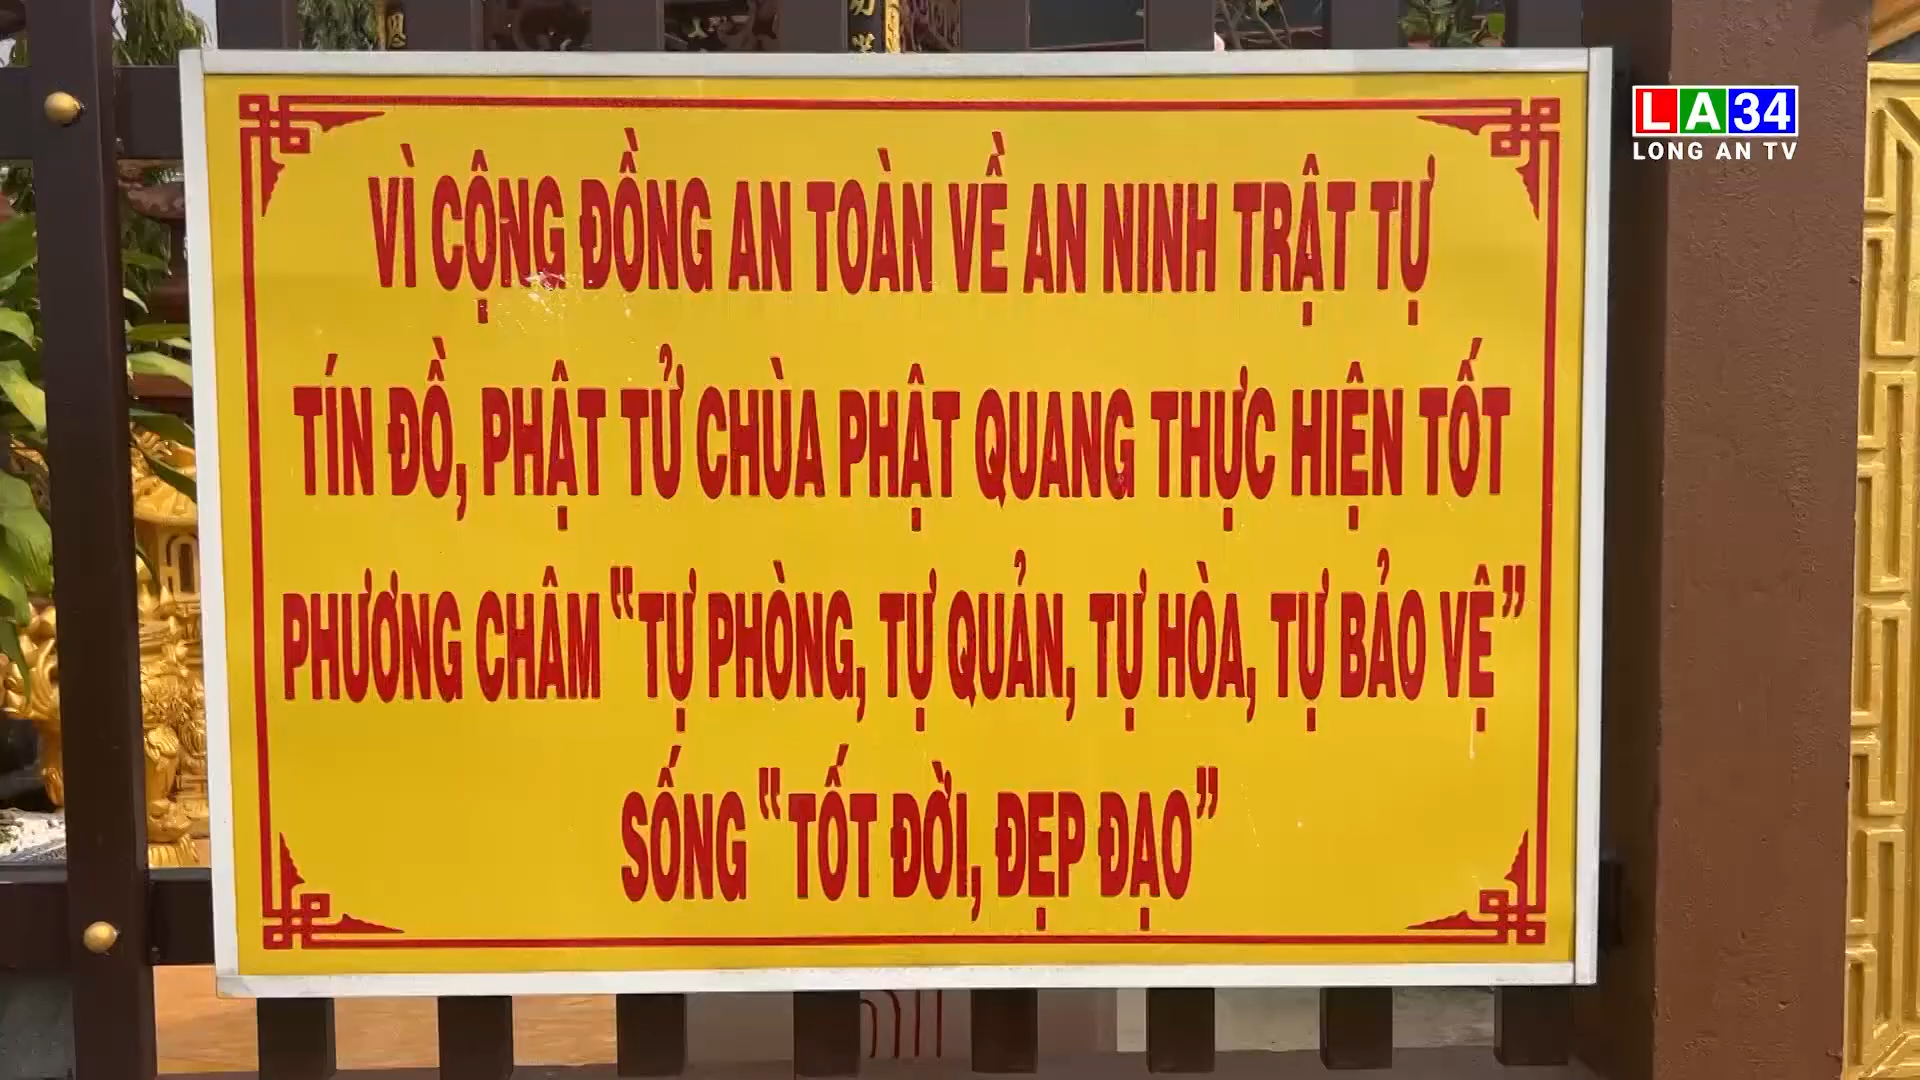 LA34
LONG AN TV
VÌ CỘNG ĐỒNG AN TOÀN VỀ AN NINH TRẬT TỰ
TÍN ĐỒ, PHẬT TỬ CHÙA PHẬT QUANG THỰC HIỆN TỐT
PHƯƠNG CHÂM "TỰ PHÒNG, TỰ QUẢN, TỰ HÒA, TỰ BẢO VỆ"
SỐNG "TỐT ĐỜI, ĐẸP ĐẠO"